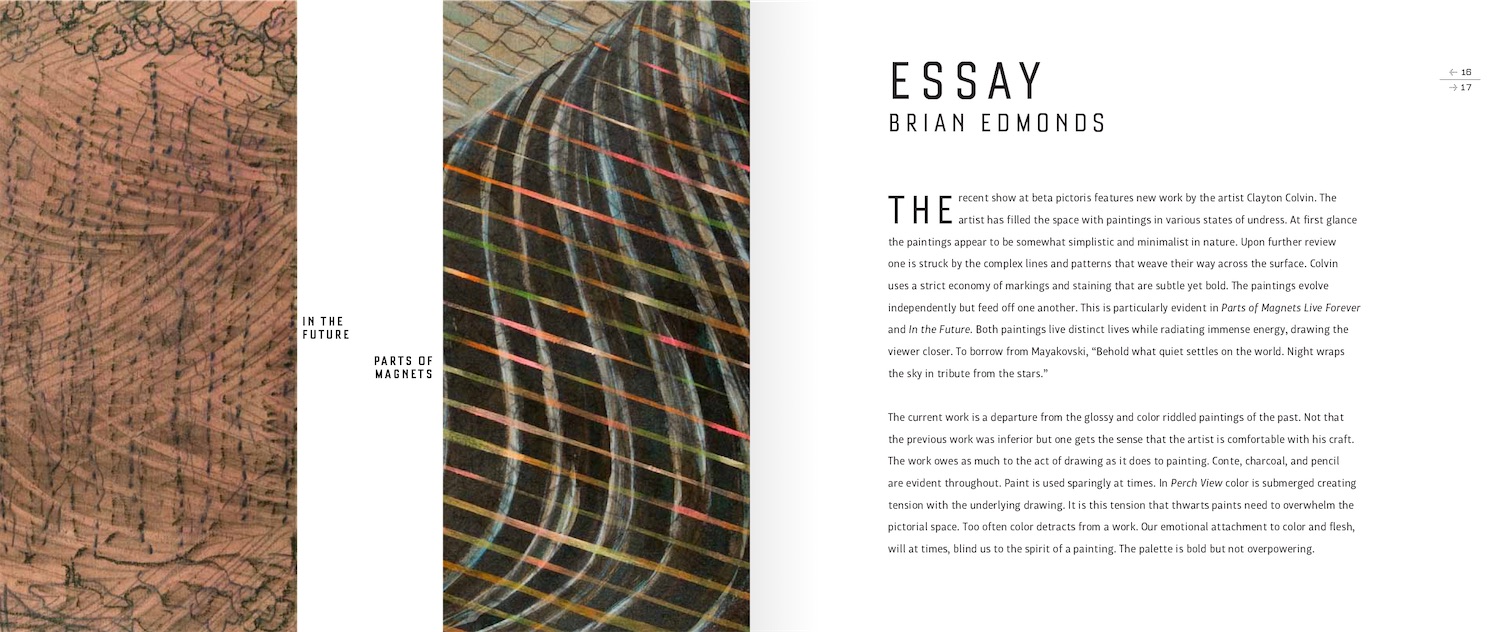 IN THE
FUTURE
PARTS OF
MAGNETS
ESSAY
BRIAN EDMONDS
← 16
→ 17
THE recent show at beta pictoris features new work by the artist Clayton Colvin. The
artist has filled the space with paintings in various states of undress. At first glance
the paintings appear to be somewhat simplistic and minimalist in nature. Upon further review
one is struck by the complex lines and patterns that weave their way across the surface. Colvin
uses a strict economy of markings and staining that are subtle yet bold. The paintings evolve
independently but feed off one another. This is particularly evident in Parts of Magnets Live Forever
and In the Future. Both paintings live distinct lives while radiating immense energy, drawing the
viewer closer. To borrow from Mayakovski, “Behold what quiet settles on the world. Night wraps
the sky in tribute from the stars.”
The current work is a departure from the glossy and color riddled paintings of the past. Not that
the previous work was inferior but one gets the sense that the artist is comfortable with his craft.
The work owes as much to the act of drawing as it does to painting. Conte, charcoal, and pencil
are evident throughout. Paint is used sparingly at times. In Perch View color is submerged creating
tension with the underlying drawing. It is this tension that thwarts paints need to overwhelm the
pictorial space. Too often color detracts from a work. Our emotional attachment to color and flesh,
will at times, blind us to the spirit of a painting. The palette is bold but not overpowering.